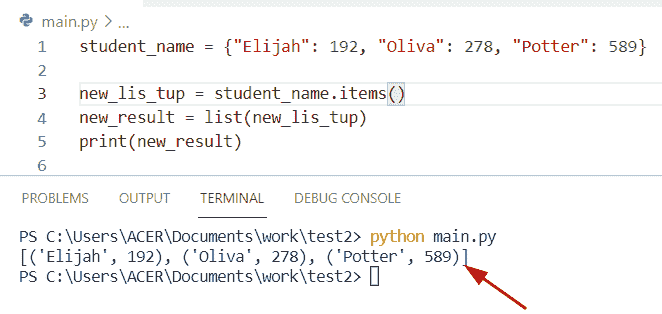 main.py > ...
1 student_name = {"Elijah": 192, "Oliva": 278, "Potter": 589}
2
3 new_lis_tup = student_name.items()
4 new_result = list(new_lis_tup)
5 print(new_result)
6
PROBLEMS OUTPUT TERMINAL DEBUG CONSOLE
PS C:\Users\ACER\Documents\work\test2> python main.py
[('Elijah', 192), ('Oliva', 278), ('Potter', 589)]
PS C:\Users\ACER\Documents\work\test2>